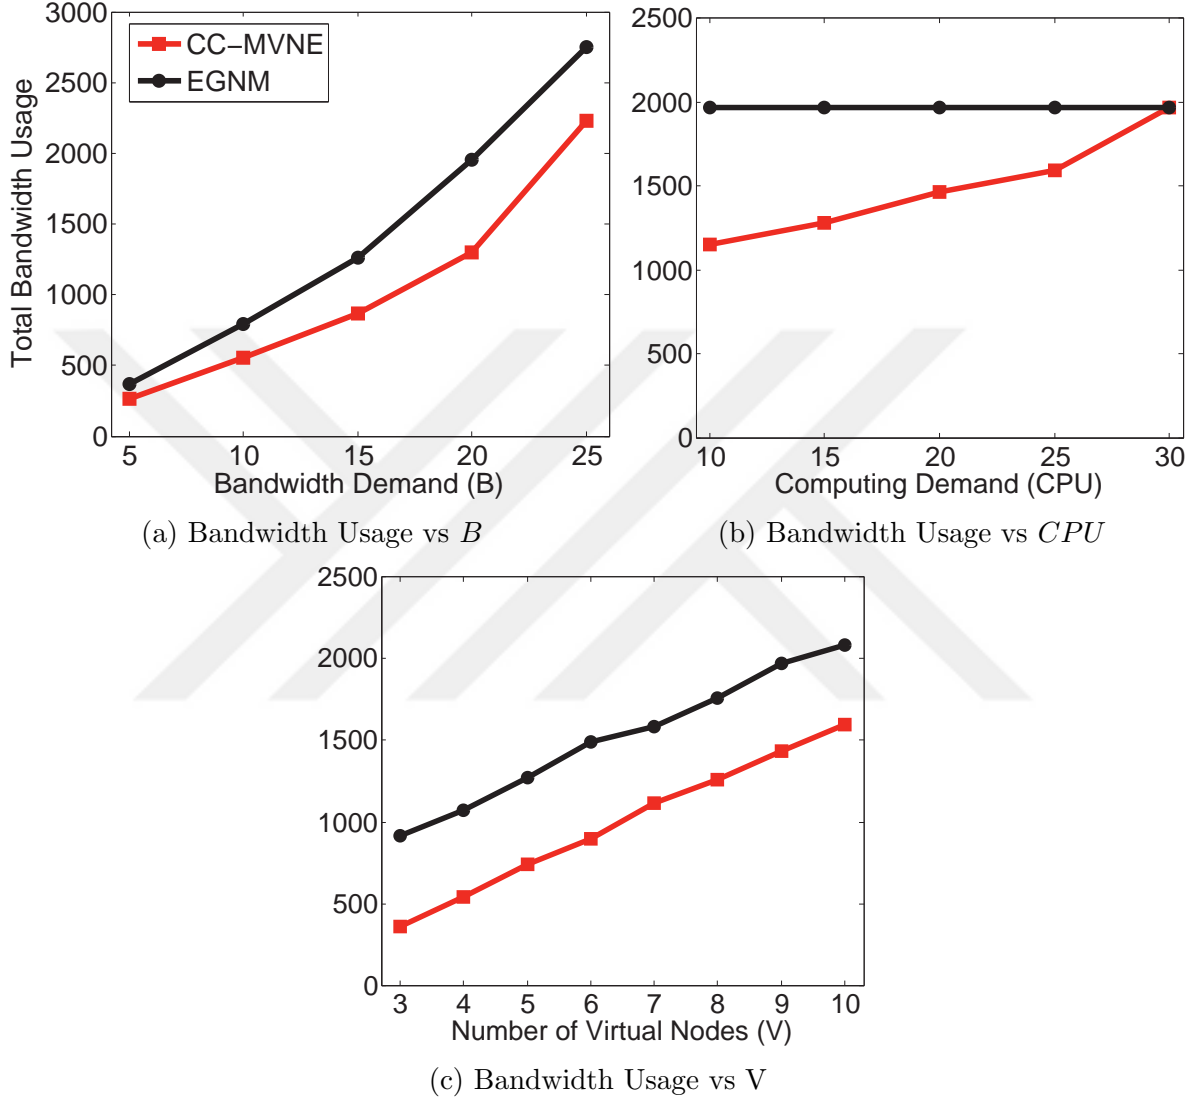 Total Bandwidth Usage
3000
2500
2000
1500
1000
500
0
CC-MVNE
EGNM
5 10 15 20 25
Bandwidth Demand (B)
(a) Bandwidth Usage vs B
2500
2000
1500
1000
500
0
10 15 20 25 30
Computing Demand (CPU)
(b) Bandwidth Usage vs CPU
2500
2000
1500
1000
500
0
3 4 5 6 7 8 9 10
Number of Virtual Nodes (V)
(c) Bandwidth Usage vs V